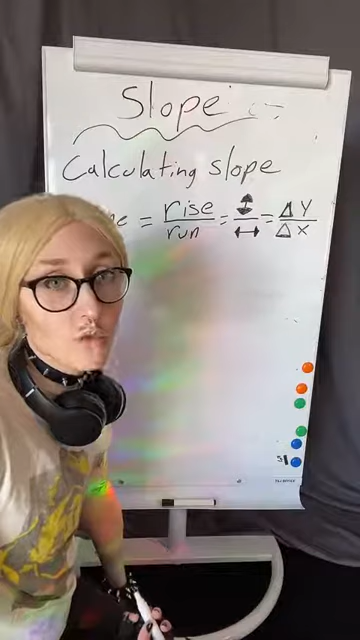 Slope
Calculating slope
e = rise/run = ↕/↔ = ΔY/ΔX